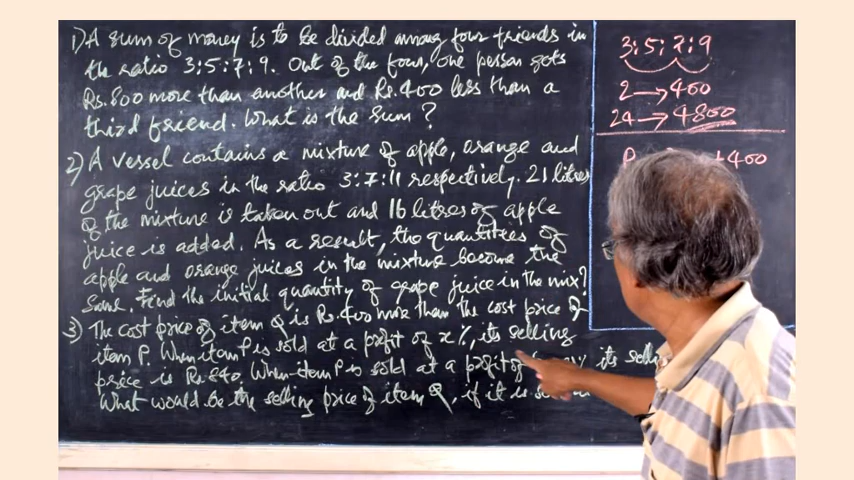 1) A sum of money is to be divided among four friends in
the ratio 3:5:7:9. Out of the four, one person gets
Rs.800 more than another and Rs.400 less than a
third friend. What is the sum ?
2) A vessel contains a mixture of apple, orange and
grape juices in the ratio 3:7:11 respectively. 21 litres
of the mixture is taken out and 16 litres of apple
juice is added. As a result, the quantities of
apple and orange juices in the mixture become the
same. Find the initial quantity of grape juice in the mix?
3) The cost price of item Q is Rs.400 more than the cost price of
item P. When item P is sold at a profit of x%, its selling
price is Rs.840. When item P is sold at a profit of its
What would be the selling price of item Q, if it is
3:5:7:9
2→400
24→4800
+400